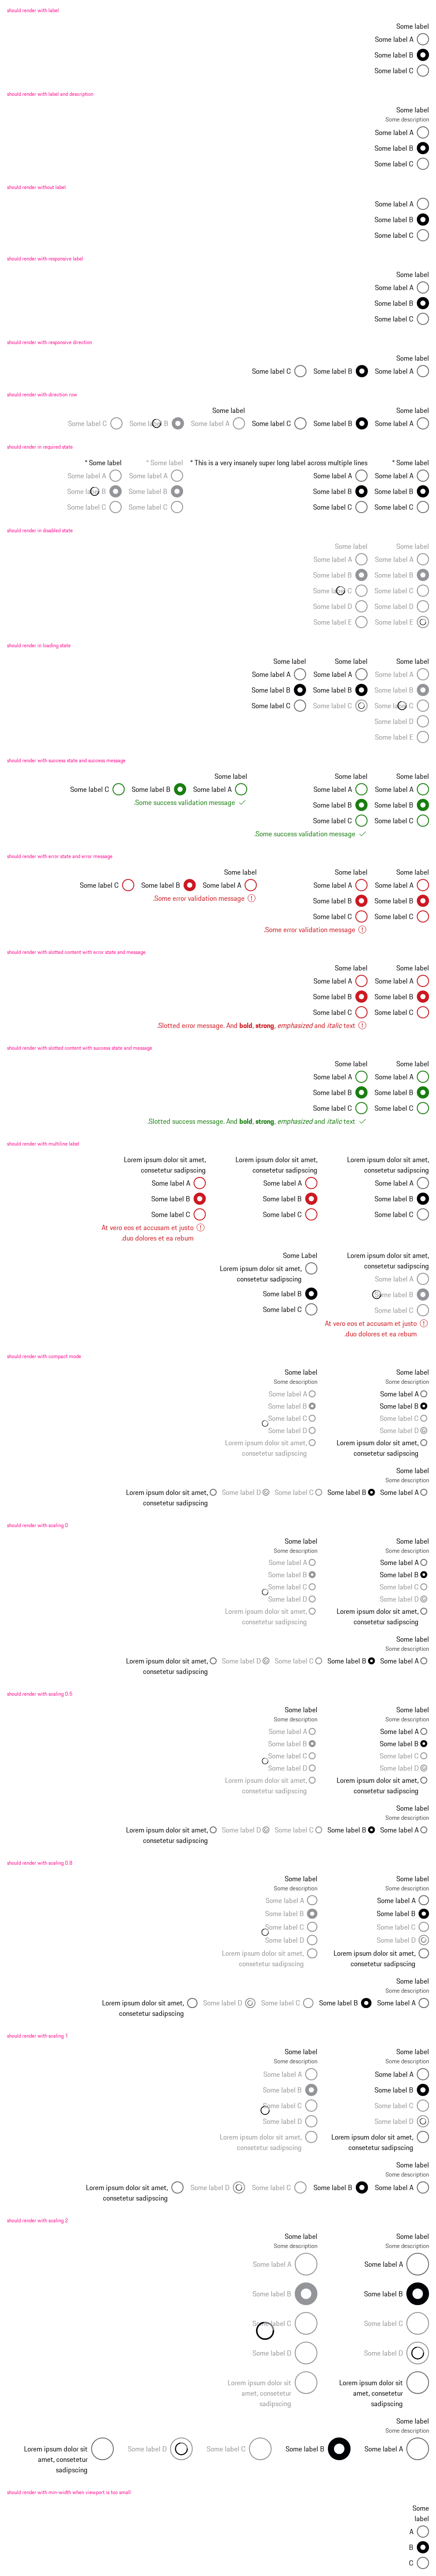 should render with label
Some label
Some label A
Some label B
Some label C
should render with label and description
Some label
Some description
Some label A
Some label B
Some label C
should render without label
Some label A
Some label B
Some label C
should render with responsive label
Some label
Some label A
Some label B
Some label C
should render with responsive direction
Some label
Some label C Some label B Some label A
should render with direction row
Some label Some label
Some label C Some label B Some label A Some label C Some label B Some label A
should render in required state
* Some label * Some label * This is a very insanely super long label across multiple lines * Some label
Some label A Some label A Some label A Some label A
Some label B Some label B Some label B Some label B
Some label C Some label C Some label C Some label C
should render in disabled state
Some label Some label
Some label A Some label A
Some label B Some label B
Some label C Some label C
Some label D Some label D
Some label E Some label E
should render in loading state
Some label Some label Some label
Some label A Some label A Some label A
Some label B Some label B Some label B
Some label C Some label C Some label C
Some label D
Some label E
should render with success state and success message
Some label Some label Some label
Some label C Some label B Some label A Some label A Some label A
.Some success validation message Some label B Some label B
Some label C Some label C
.Some success validation message
should render with error state and error message
Some label Some label Some label
Some label C Some label B Some label A Some label A Some label A
.Some error validation message Some label B Some label B
Some label C Some label C
.Some error validation message
should render with slotted content with error state and message
Some label Some label
Some label A Some label A
Some label B Some label B
Some label C Some label C
.Slotted error message. And bold, strong, emphasized and italic text
should render with slotted content with success state and message
Some label Some label
Some label A Some label A
Some label B Some label B
Some label C Some label C
.Slotted success message. And bold, strong, emphasized and italic text
should render with multiline label
Lorem ipsum dolor sit amet, Lorem ipsum dolor sit amet, Lorem ipsum dolor sit amet,
consetetur sadipscing consetetur sadipscing consetetur sadipscing
Some label A Some label A Some label A
Some label B Some label B Some label B
Some label C Some label C Some label C
At vero eos et accusam et justo
.duo dolores et ea rebum
Some Label Lorem ipsum dolor sit amet,
Lorem ipsum dolor sit amet, consetetur sadipscing
consetetur sadipscing Some label A
Some label B Some label B
Some label C Some label C
At vero eos et accusam et justo
.duo dolores et ea rebum
should render with compact mode
Some label Some label
Some description Some description
Some label A Some label A
Some label B Some label B
Some label C Some label C
Some label D Some label D
Lorem ipsum dolor sit amet, Lorem ipsum dolor sit amet,
consetetur sadipscing consetetur sadipscing
Some label
Some description
Lorem ipsum dolor sit amet, Some label D Some label C Some label B Some label A
consetetur sadipscing
should render with scaling 0
Some label Some label
Some description Some description
Some label A Some label A
Some label B Some label B
Some label C Some label C
Some label D Some label D
Lorem ipsum dolor sit amet, Lorem ipsum dolor sit amet,
consetetur sadipscing consetetur sadipscing
Some label
Some description
Lorem ipsum dolor sit amet, Some label D Some label C Some label B Some label A
consetetur sadipscing
should render with scaling 0.5
Some label Some label
Some description Some description
Some label A Some label A
Some label B Some label B
Some label C Some label C
Some label D Some label D
Lorem ipsum dolor sit amet, Lorem ipsum dolor sit amet,
consetetur sadipscing consetetur sadipscing
Some label
Some description
Lorem ipsum dolor sit amet, Some label D Some label C Some label B Some label A
consetetur sadipscing
should render with scaling 0.8
Some label Some label
Some description Some description
Some label A Some label A
Some label B Some label B
Some label C Some label C
Some label D Some label D
Lorem ipsum dolor sit amet, Lorem ipsum dolor sit amet,
consetetur sadipscing consetetur sadipscing
Some label
Some description
Lorem ipsum dolor sit amet, Some label D Some label C Some label B Some label A
consetetur sadipscing
should render with scaling 1
Some label Some label
Some description Some description
Some label A Some label A
Some label B Some label B
Some label C Some label C
Some label D Some label D
Lorem ipsum dolor sit amet, Lorem ipsum dolor sit amet,
consetetur sadipscing consetetur sadipscing
Some label
Some description
Lorem ipsum dolor sit amet, Some label D Some label C Some label B Some label A
consetetur sadipscing
should render with scaling 2
Some label Some label
Some description Some description
Some label A Some label A
Some label B Some label B
Some label C Some label C
Some label D Some label D
Lorem ipsum dolor sit Lorem ipsum dolor sit
amet, consetetur amet, consetetur
sadipscing sadipscing
Some label
Some description
Lorem ipsum dolor sit Some label D Some label C Some label B Some label A
amet, consetetur
sadipscing
should render with min-width when viewport is too small
Some
label
A
B
C